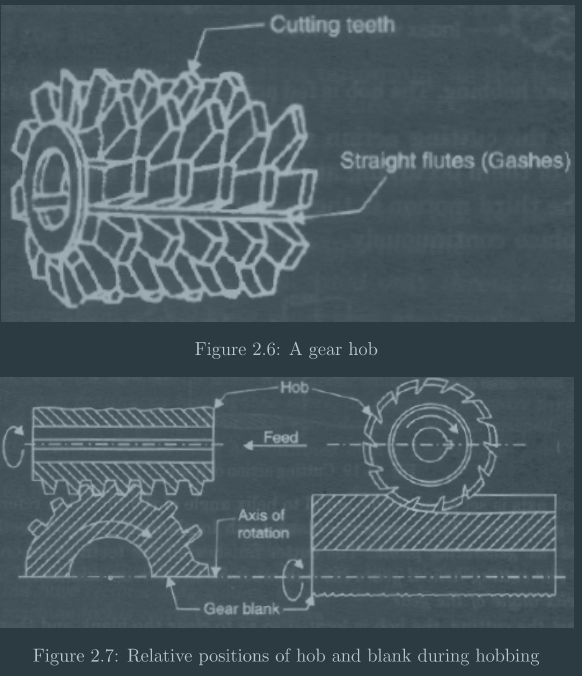 Cutting teeth
Straight flutes (Gashes)
Figure 2.6: A gear hob
Hob
Feed
Axis of
rotation
Gear blank
Figure 2.7: Relative positions of hob and blank during hobbing